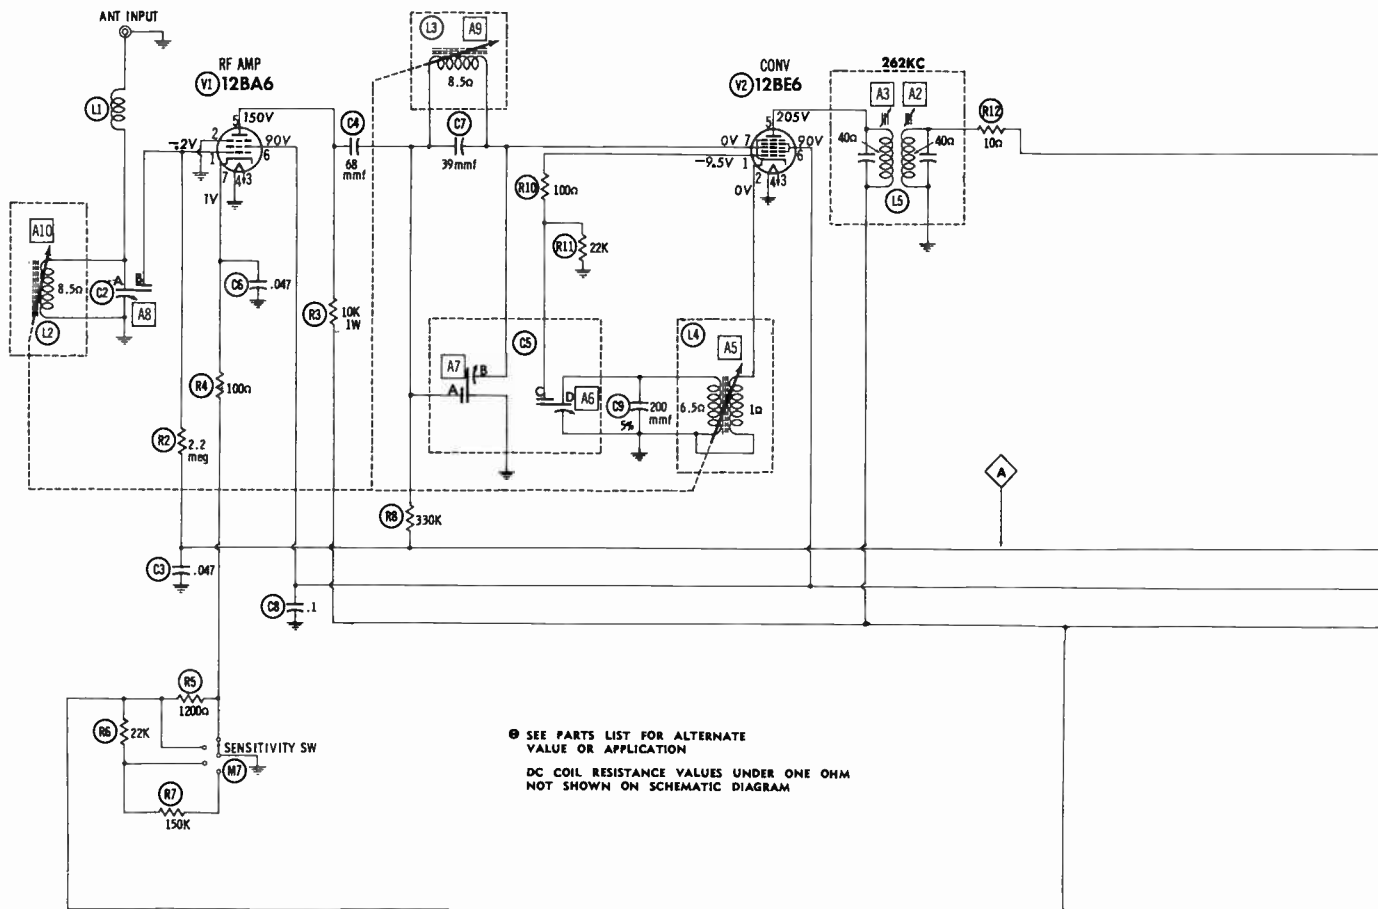 ANT INPUT
L3
A9
RF AMP
V1 12BA6
8.5Ω
CONV
V2 12BE6
262KC
A3
A2
R12
10Ω
L1
150V
5
2
-.2V
1
90V
6
7
4
3
1V
C4
68
mmf
C7
39mmf
205V
5
0V
7
90V
-9.5V
1
6
2
4
3
0V
40Ω
40Ω
L5
R10
100Ω
R11
22K
A10
8.5Ω
L2
A
B
C2
A8
C6
.047
R3
10K
1W
C5
A7
B
A
C
D
A6
L4
A5
C9
200
mmf
5%
6.5Ω
1Ω
R4
100Ω
R2
2.2
meg
A
R8
330K
C3
.047
C8
.1
R5
1200Ω
R6
22K
SENSITIVITY SW
M7
R7
150K
SEE PARTS LIST FOR ALTERNATE
VALUE OR APPLICATION
DC COIL RESISTANCE VALUES UNDER ONE OHM
NOT SHOWN ON SCHEMATIC DIAGRAM